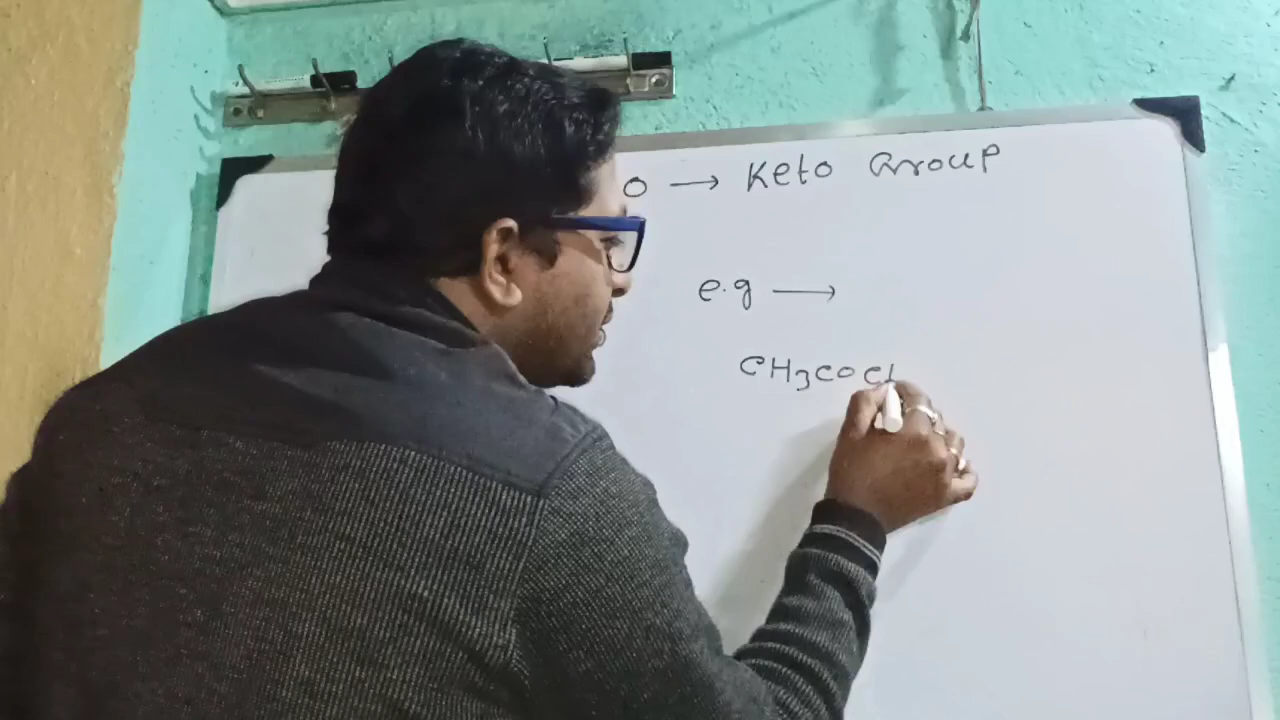 o → Keto Group
e.g →
CH3COCl